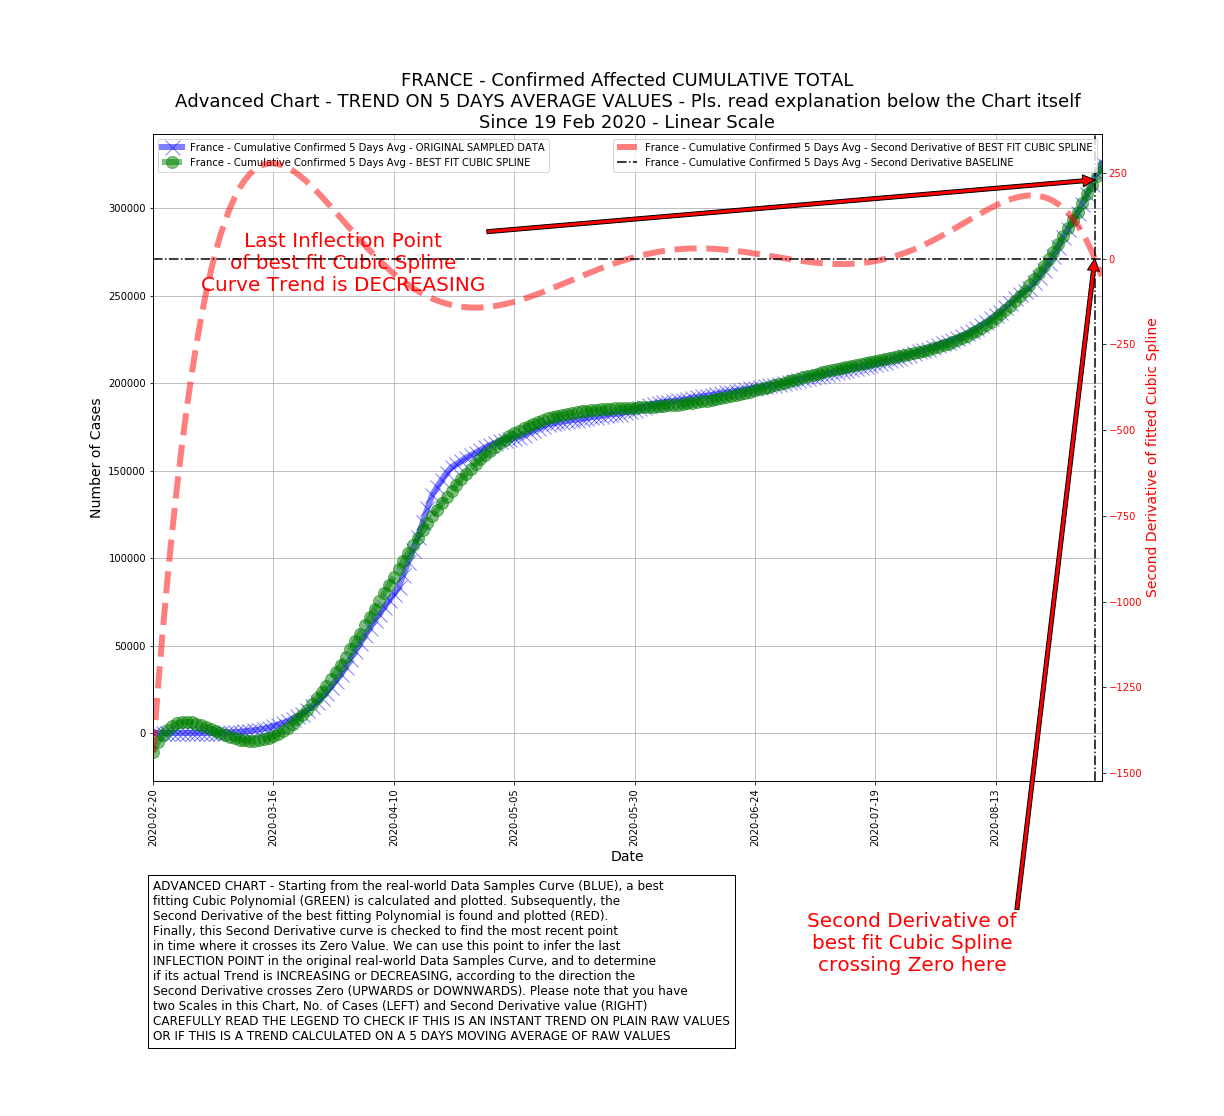 FRANCE - Confirmed Affected CUMULATIVE TOTAL
Advanced Chart - TREND ON 5 DAYS AVERAGE VALUES - Pls. read explanation below the Chart itself
Since 19 Feb 2020 - Linear Scale
France - Cumulative Confirmed 5 Days Avg - ORIGINAL SAMPLED DATA
France - Cumulative Confirmed 5 Days Avg - BEST FIT CUBIC SPLINE
France - Cumulative Confirmed 5 Days Avg - Second Derivative of BEST FIT CUBIC SPLINE
France - Cumulative Confirmed 5 Days Avg - Second Derivative BASELINE
Last Inflection Point
of best fit Cubic Spline
Curve Trend is DECREASING
Number of Cases
300000
250000
200000
150000
100000
50000
0
250
0
−250
−500
−750
−1000
−1250
−1500
Second Derivative of fitted Cubic Spline
2020-02-20
2020-03-16
2020-04-10
2020-05-05
2020-05-30
2020-06-24
2020-07-19
2020-08-13
Date
ADVANCED CHART - Starting from the real-world Data Samples Curve (BLUE), a best
fitting Cubic Polynomial (GREEN) is calculated and plotted. Subsequently, the
Second Derivative of the best fitting Polynomial is found and plotted (RED).
Finally, this Second Derivative curve is checked to find the most recent point
in time where it crosses its Zero Value. We can use this point to infer the last
INFLECTION POINT in the original real-world Data Samples Curve, and to determine
if its actual Trend is INCREASING or DECREASING, according to the direction the
Second Derivative crosses Zero (UPWARDS or DOWNWARDS). Please note that you have
two Scales in this Chart, No. of Cases (LEFT) and Second Derivative value (RIGHT)
CAREFULLY READ THE LEGEND TO CHECK IF THIS IS AN INSTANT TREND ON PLAIN RAW VALUES
OR IF THIS IS A TREND CALCULATED ON A 5 DAYS MOVING AVERAGE OF RAW VALUES
Second Derivative of
best fit Cubic Spline
crossing Zero here